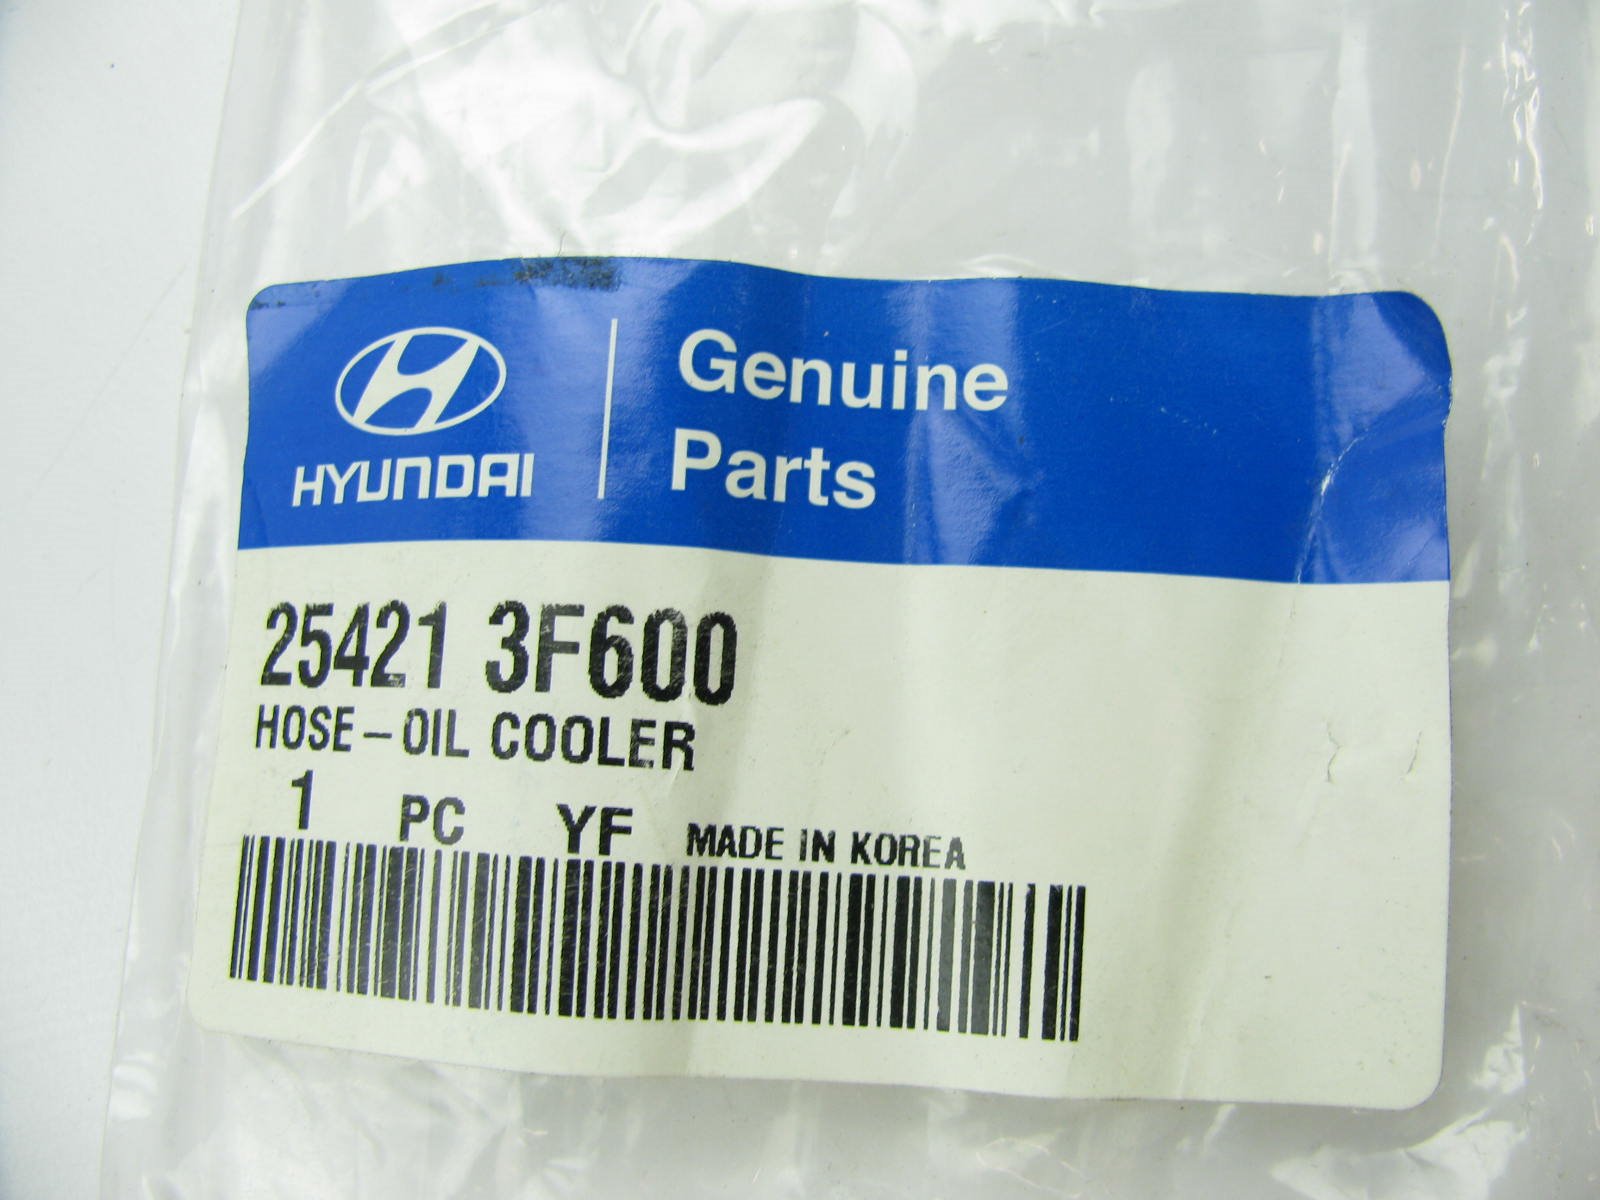 HYUNDAI
Genuine
Parts
25421 3F600
HOSE-OIL COOLER
1 PC YF MADE IN KOREA